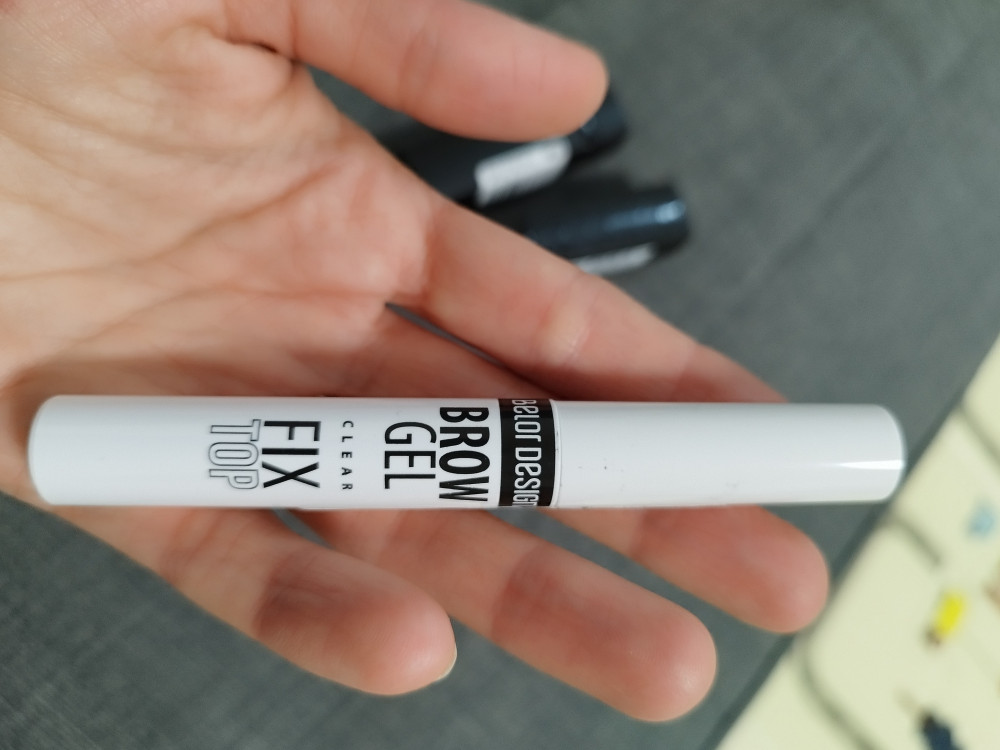 Belor Design
BROW
GEL
CLEAR
FIX
TOP